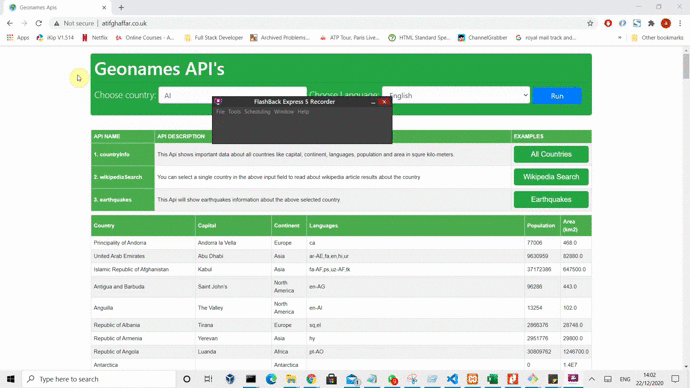 Geonames Apis
Not secure | atifghaffar.co.uk
Apps
iKip V1.514
Netflix
Online Courses - A...
Full Stack Developer
Archived Problems...
ATP Tour, Paris Live...
HTML Standard Spe...
ChannelGrabber
royal mail track and...
Other bookmarks
Geonames API's
Choose country:
Al
Choose Language:
English
Run
FlashBack Express 5 Recorder
File Tools Scheduling Window Help
API NAME API DESCRIPTION EXAMPLES
1. countryInfo This Api shows important data about all countries like capital, continent, languages, population and area in squre kilo-meters. All Countries
2. wikipediaSearch You can select a single country in the above input field to read about wikipedia article results about the country Wikipedia Search
3. earthquakes This Api will show earthquakes information about the above selected country Earthquakes
Country Capital Continent Languages Population Area (km2)
Principality of Andorra Andorra la Vella Europe ca 77006 468.0
United Arab Emirates Abu Dhabi Asia ar-AE,fa,en,hi,ur 9630959 82880.0
Islamic Republic of Afghanistan Kabul Asia fa-AF,ps,uz-AF,tk 37172386 647500.0
Antigua and Barbuda Saint John's North America en-AG 96286 443.0
Anguilla The Valley North America en-AI 13254 102.0
Republic of Albania Tirana Europe sq,el 2866376 28748.0
Republic of Armenia Yerevan Asia hy 2951776 29800.0
Republic of Angola Luanda Africa pt-AO 30809762 1246700.0
Antarctica Antarctica 0 1.4E7
Type here to search
ENG
14:02
22/12/2020